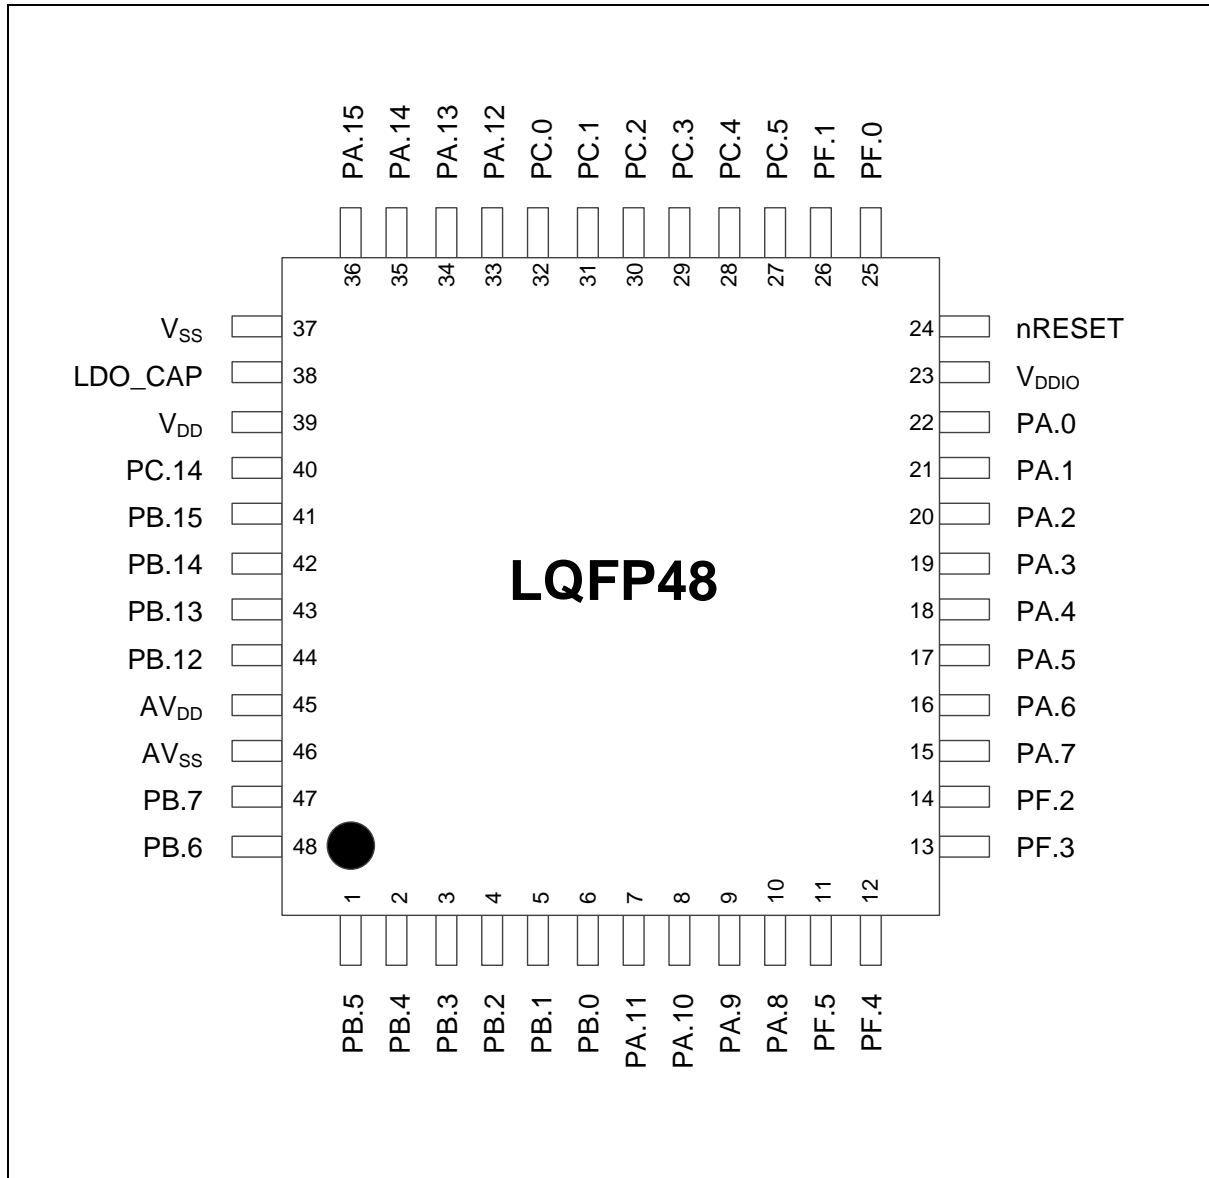 PA.15 PA.14 PA.13 PA.12 PC.0 PC.1 PC.2 PC.3 PC.4 PC.5 PF.1 PF.0
36 35 34 33 32 31 30 29 28 27 26 25
VSS 37 24 nRESET
LDO_CAP 38 23 VDDIO
VDD 39 22 PA.0
PC.14 40 21 PA.1
PB.15 41 20 PA.2
PB.14 42 19 PA.3
LQFP48
PB.13 43 18 PA.4
PB.12 44 17 PA.5
AVDD 45 16 PA.6
AVSS 46 15 PA.7
PB.7 47 14 PF.2
PB.6 48 13 PF.3
1 2 3 4 5 6 7 8 9 10 11 12
PB.5 PB.4 PB.3 PB.2 PB.1 PB.0 PA.11 PA.10 PA.9 PA.8 PF.5 PF.4